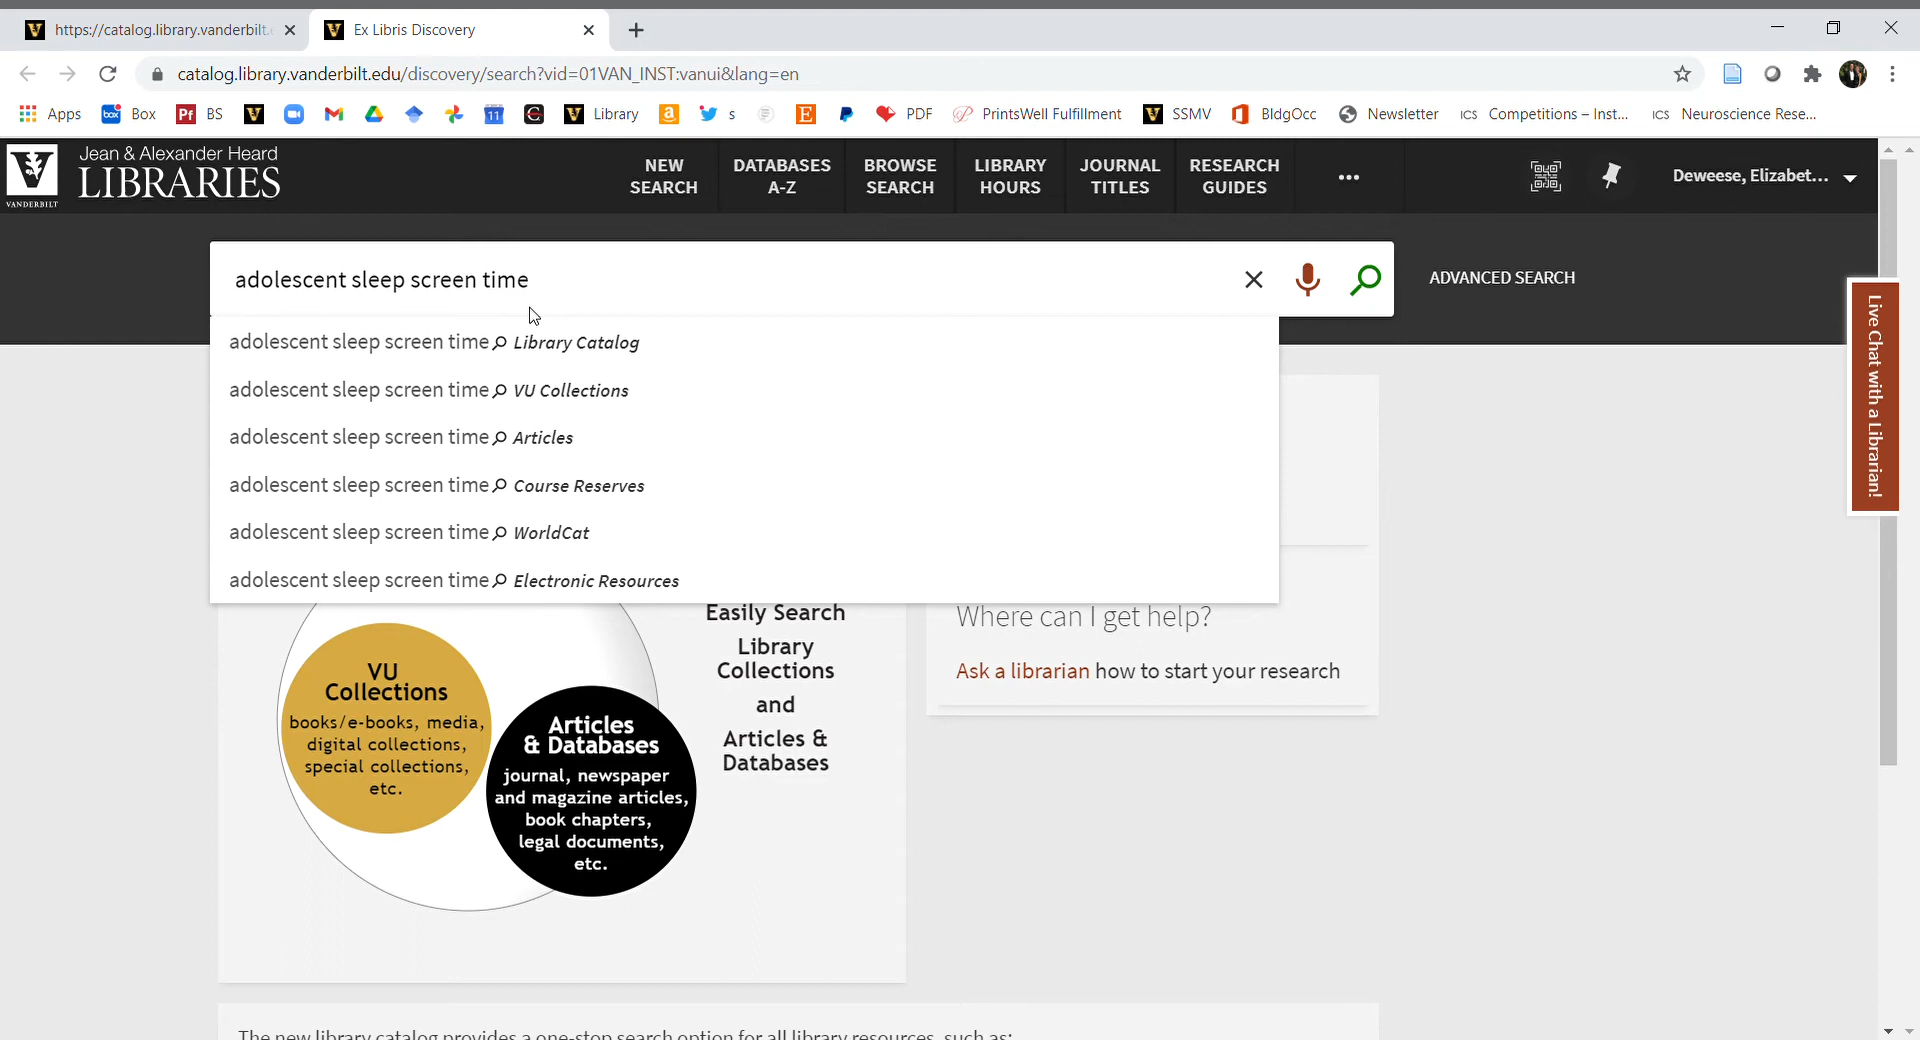 https://catalog.library.vanderbilt.
Ex Libris Discovery
catalog.library.vanderbilt.edu/discovery/search?vid=01VAN_INST:vanui&lang=en
Apps
Box
BS
Library
s
PDF
PrintsWell Fulfillment
SSMV
BldgOcc
Newsletter
ICS Competitions – Inst...
ICS Neuroscience Rese...
Jean & Alexander Heard
LIBRARIES
VANDERBILT
NEW
SEARCH
DATABASES
A-Z
BROWSE
SEARCH
LIBRARY
HOURS
JOURNAL
TITLES
RESEARCH
GUIDES
Deweese, Elizabet...
adolescent sleep screen time
ADVANCED SEARCH
adolescent sleep screen time Library Catalog
adolescent sleep screen time VU Collections
adolescent sleep screen time Articles
adolescent sleep screen time Course Reserves
adolescent sleep screen time WorldCat
adolescent sleep screen time Electronic Resources
Live Chat with a Librarian!
VU
Collections
books/e-books, media,
digital collections,
special collections,
etc.
Articles
& Databases
journal, newspaper
and magazine articles,
book chapters,
legal documents,
etc.
Easily Search
Library
Collections
and
Articles &
Databases
Where can I get help?
Ask a librarian how to start your research
The new library catalog provides a one-stop search option for all library resources, such as: